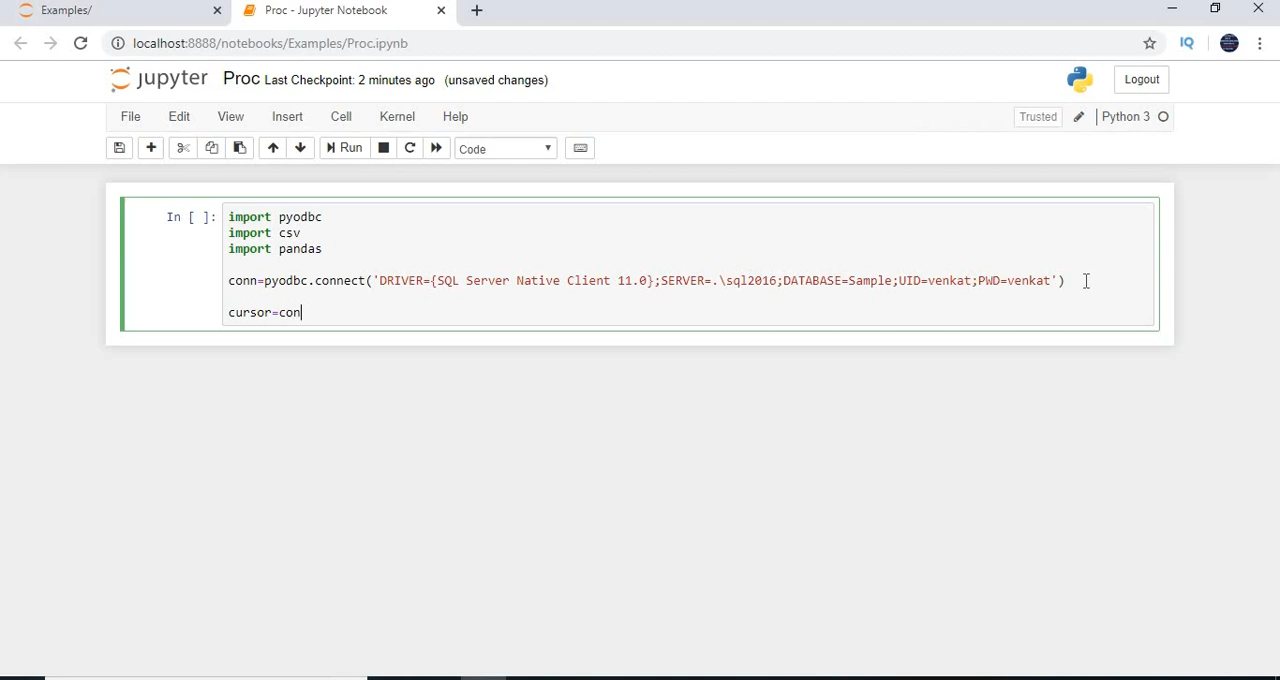 Examples/
Proc - Jupyter Notebook
localhost:8888/notebooks/Examples/Proc.ipynb
IQ
jupyter Proc Last Checkpoint: 2 minutes ago (unsaved changes)
Logout
File Edit View Insert Cell Kernel Help
Trusted
Python 3
Run
Code
In [ ]:
import pyodbc
import csv
import pandas
conn=pyodbc.connect('DRIVER={SQL Server Native Client 11.0};SERVER=.\sql2016;DATABASE=Sample;UID=venkat;PWD=venkat')
cursor=con